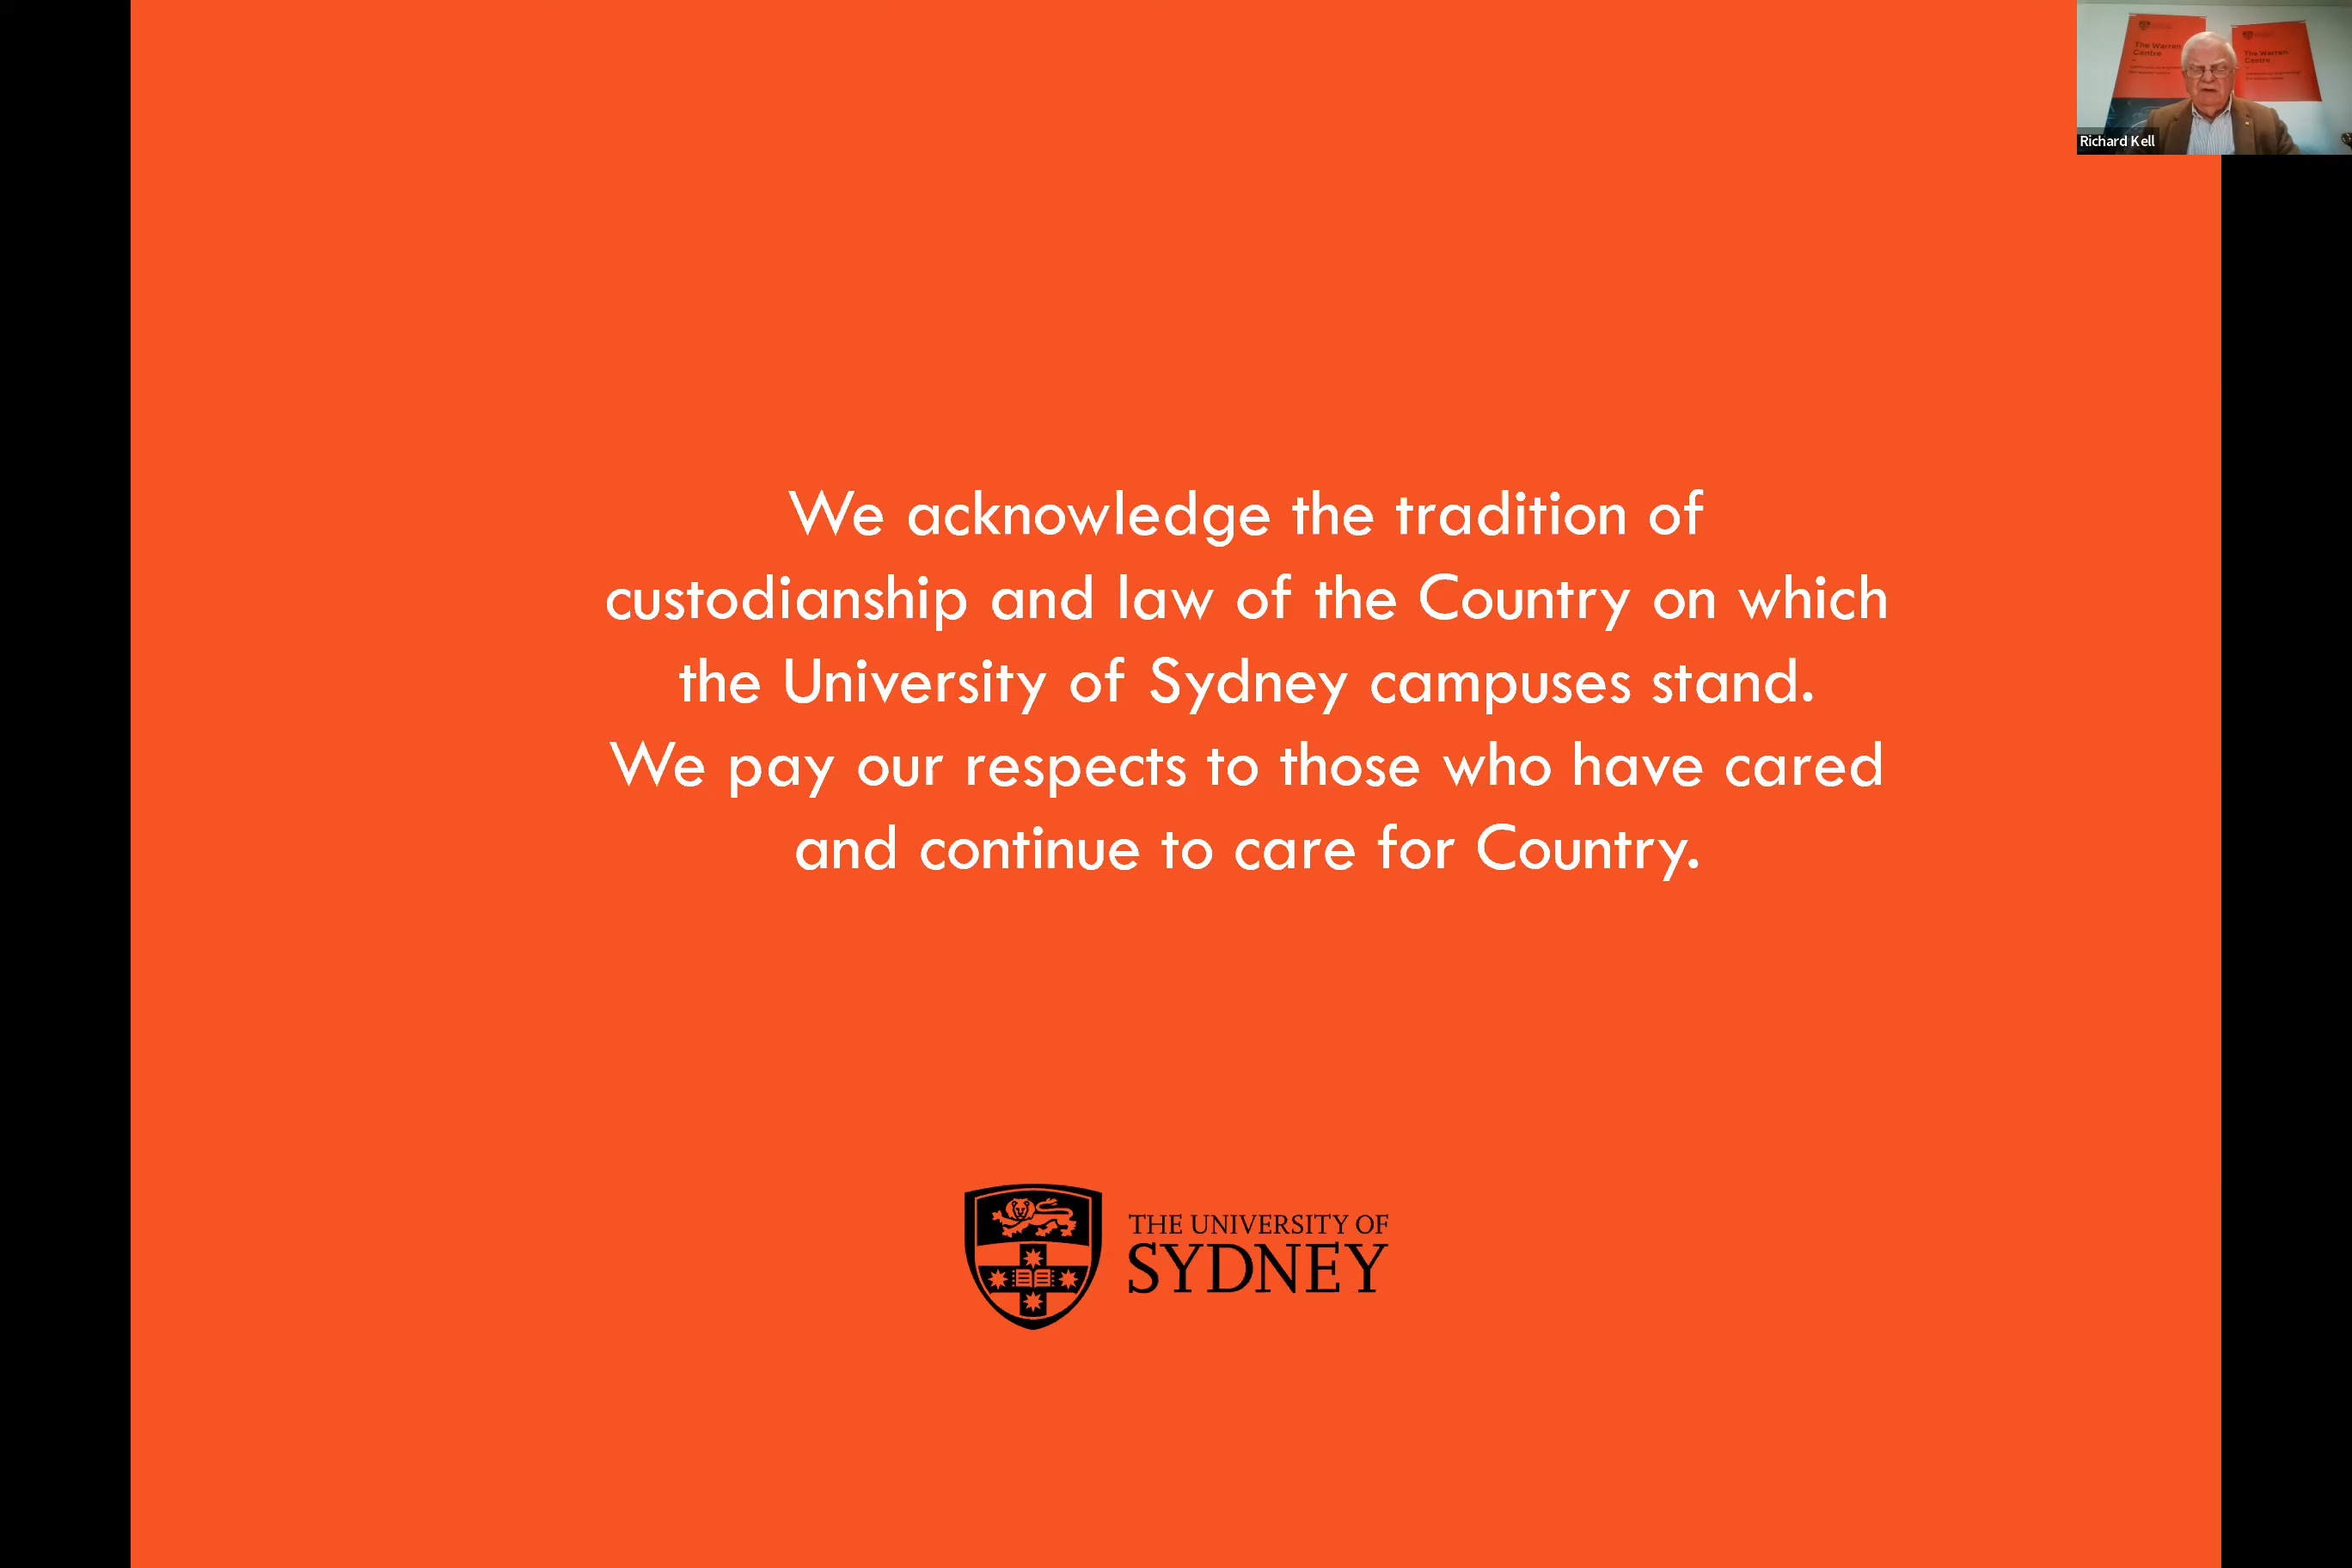 The Warren
Centre
The Warren
Centre
Richard Kell
We acknowledge the tradition of
custodianship and law of the Country on which
the University of Sydney campuses stand.
We pay our respects to those who have cared
and continue to care for Country.
THE UNIVERSITY OF
SYDNEY